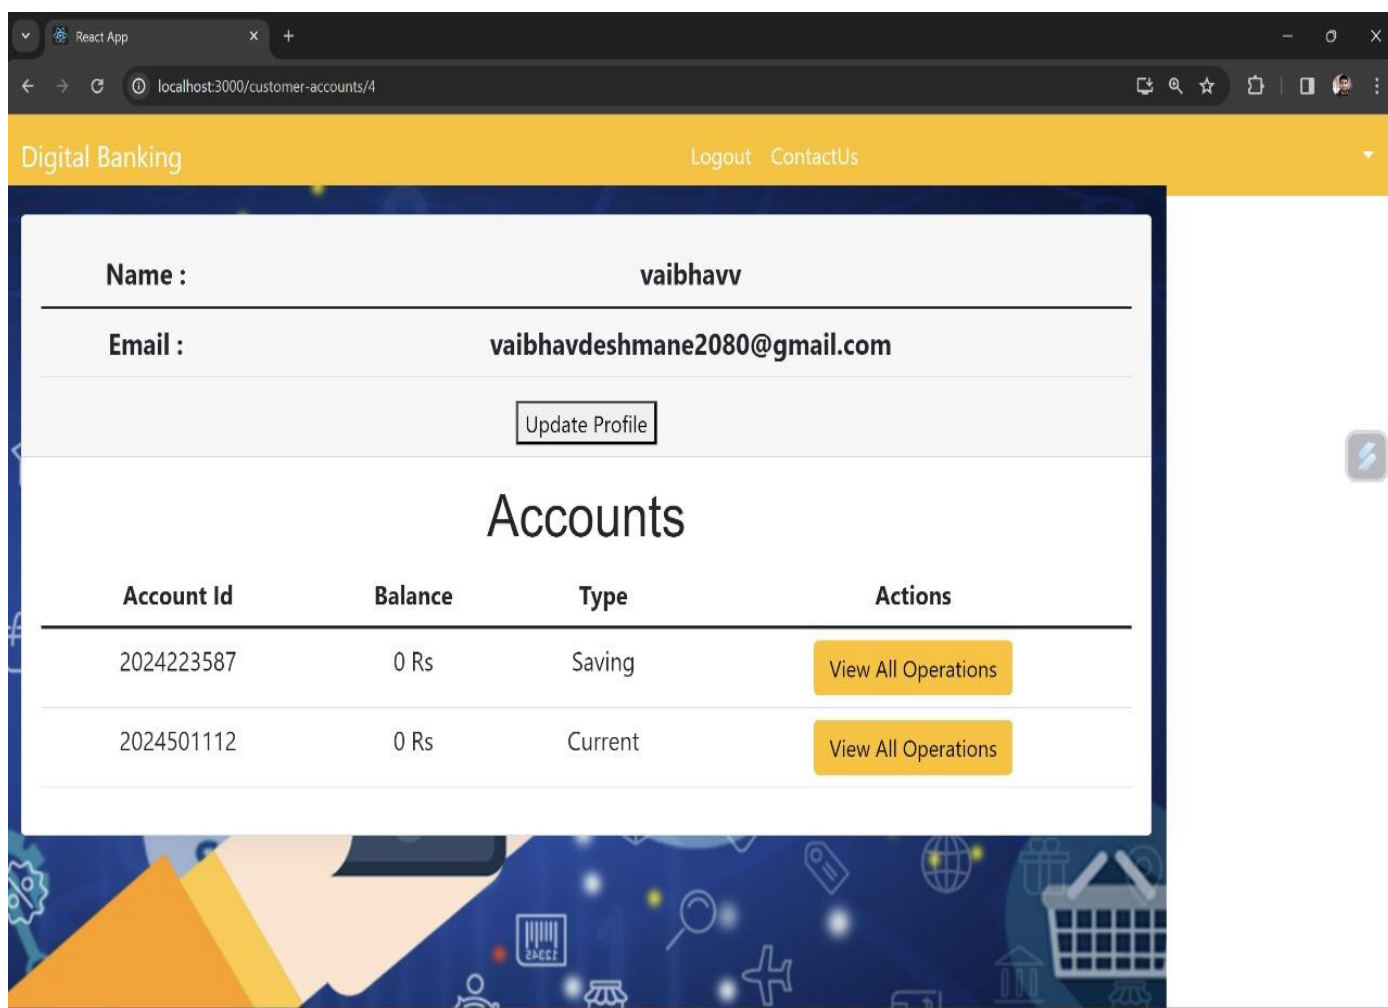 React App
localhost:3000/customer-accounts/4
Digital Banking Logout ContactUs
Name : vaibhavv
Email : vaibhavdeshmane2080@gmail.com
Update Profile
Accounts
Account Id Balance Type Actions
2024223587 0 Rs Saving View All Operations
2024501112 0 Rs Current View All Operations
12345